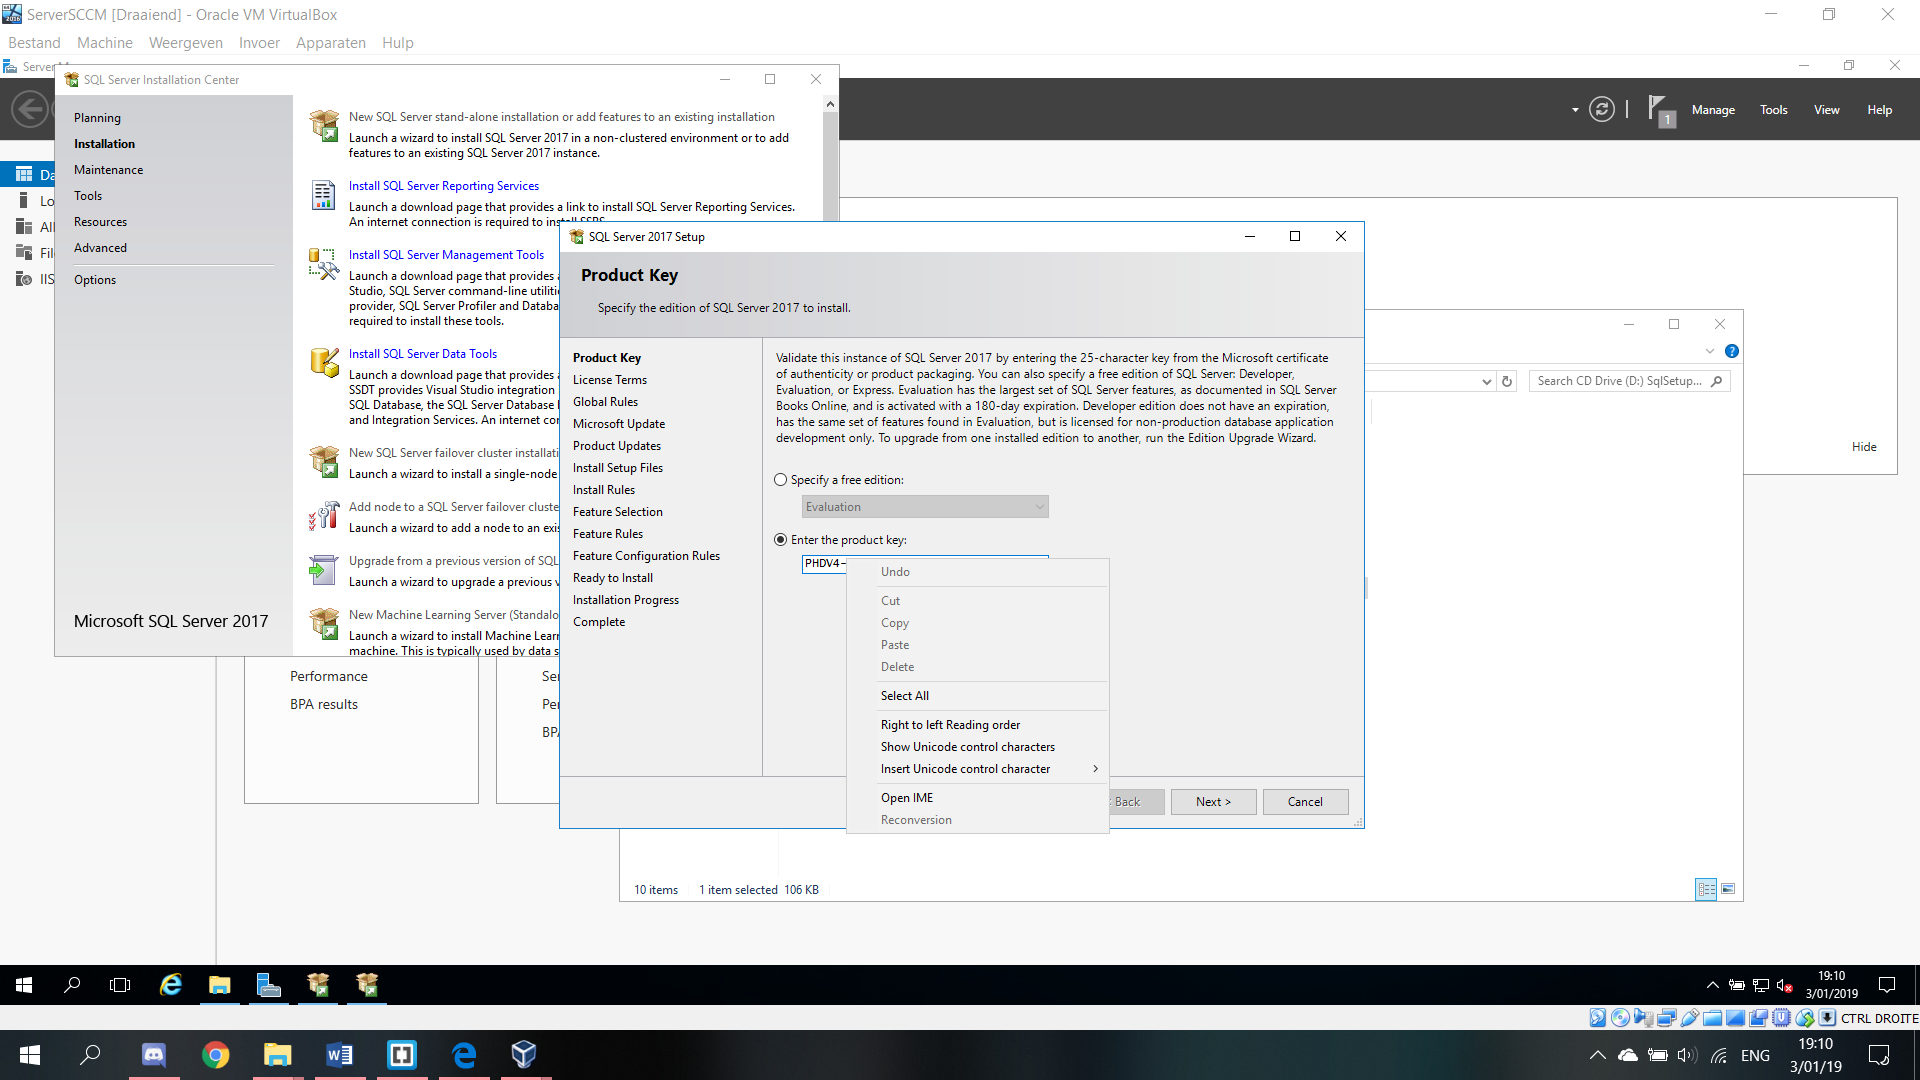 ServerSCCM [Draaiend] - Oracle VM VirtualBox
Bestand Machine Weergeven Invoer Apparaten Hulp
Server M
SQL Server Installation Center
Manage Tools View Help
1
Planning
Installation
Maintenance
Tools
Resources
Advanced
Options
Microsoft SQL Server 2017
Da
Lo
All
File
IIS
New SQL Server stand-alone installation or add features to an existing installation
Launch a wizard to install SQL Server 2017 in a non-clustered environment or to add
features to an existing SQL Server 2017 instance.
Install SQL Server Reporting Services
Launch a download page that provides a link to install SQL Server Reporting Services.
An internet connection is required to install SSRS.
Install SQL Server Management Tools
Launch a download page that provides a
Studio, SQL Server command-line utilitie
provider, SQL Server Profiler and Databa
required to install these tools.
Install SQL Server Data Tools
Launch a download page that provides a
SSDT provides Visual Studio integration
SQL Database, the SQL Server Database I
and Integration Services. An internet con
New SQL Server failover cluster installati
Launch a wizard to install a single-node
Add node to a SQL Server failover cluste
Launch a wizard to add a node to an exis
Upgrade from a previous version of SQL
Launch a wizard to upgrade a previous v
New Machine Learning Server (Standalo
Launch a wizard to install Machine Learn
machine. This is typically used by data s
SQL Server 2017 Setup
Product Key
Specify the edition of SQL Server 2017 to install.
Product Key
License Terms
Global Rules
Microsoft Update
Product Updates
Install Setup Files
Install Rules
Feature Selection
Feature Rules
Feature Configuration Rules
Ready to Install
Installation Progress
Complete
Validate this instance of SQL Server 2017 by entering the 25-character key from the Microsoft certificate
of authenticity or product packaging. You can also specify a free edition of SQL Server: Developer,
Evaluation, or Express. Evaluation has the largest set of SQL Server features, as documented in SQL Server
Books Online, and is activated with a 180-day expiration. Developer edition does not have an expiration,
has the same set of features found in Evaluation, but is licensed for non-production database application
development only. To upgrade from one installed edition to another, run the Edition Upgrade Wizard.
Specify a free edition:
Evaluation
Enter the product key:
PHDV4-
Undo
Cut
Copy
Paste
Delete
Select All
Right to left Reading order
Show Unicode control characters
Insert Unicode control character
Open IME
Reconversion
< Back Next > Cancel
Search CD Drive (D:) SqlSetup...
Hide
Performance
BPA results
Ser
Per
BPA
10 items 1 item selected 106 KB
19:10
3/01/2019
CTRL DROITE
ENG
19:10
3/01/19